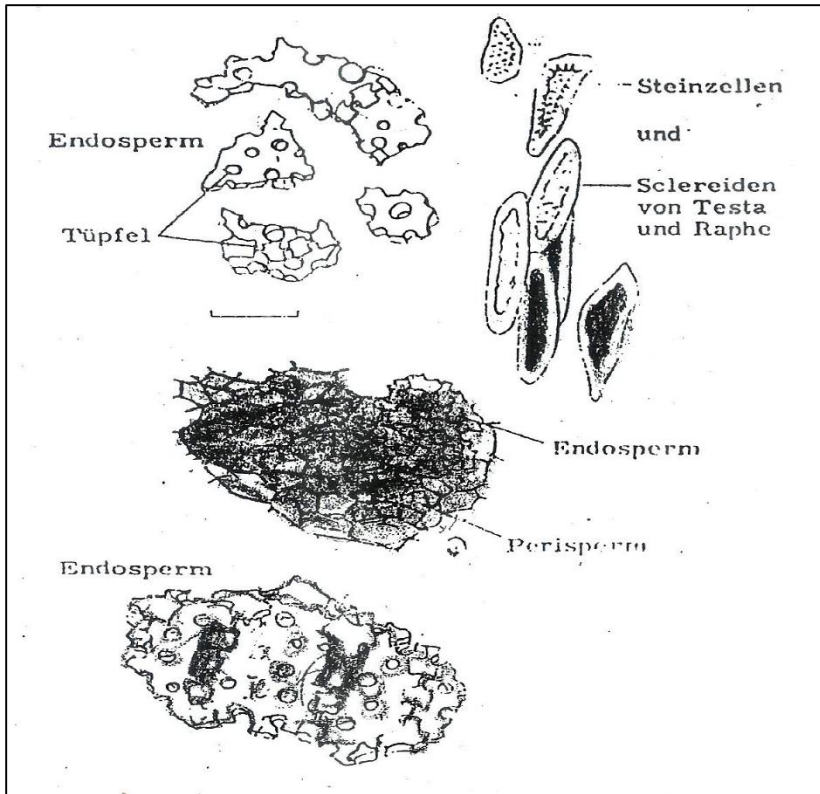 Steinzellen
Endosperm
und
Sclereiden
von Testa
und Raphe
Tüpfel
Endosperm
Perisperm
Endosperm